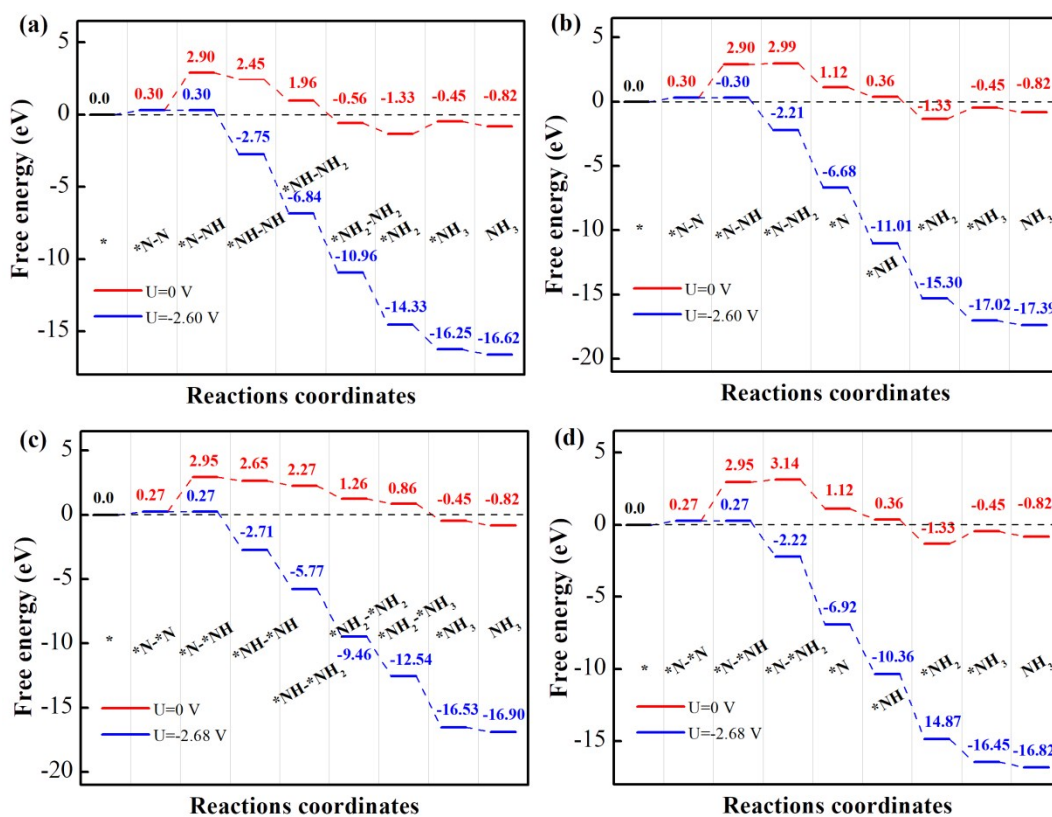 (a)
5
0
-5
-10
-15
Free energy (eV)
0.0
0.30
2.90
2.45
1.96
-0.56
-1.33
-0.45
-0.82
0.30
0.30
-2.75
-6.84
-10.96
-14.33
-16.25
-16.62
*
*N-N
*N-NH
*NH-NH
*NH-NH₂
*NH₂-NH₂
*NH₂
*NH₃
NH₃
U=0 V
U=-2.60 V
Reactions coordinates
(b)
5
0
-5
-10
-15
-20
Free energy (eV)
0.0
0.30
2.90
2.99
1.12
0.36
-1.33
-0.45
-0.82
-0.30
-2.21
-6.68
-11.01
-15.30
-17.02
-17.39
*
*N-N
*N-NH
*N-NH₂
*N
*NH
*NH₂
*NH₃
NH₃
U=0 V
U=-2.60 V
Reactions coordinates
(c)
5
0
-5
-10
-15
-20
Free energy (eV)
0.0
0.27
2.95
2.65
2.27
1.26
0.86
-0.45
-0.82
0.27
-2.71
-5.77
-9.46
-12.54
-16.53
-16.90
*
*N-*N
*N-*NH
*NH-*NH
*NH-*NH₂
*NH₂-*NH₂
*NH₂-*NH₃
*NH₃
NH₃
U=0 V
U=-2.68 V
Reactions coordinates
(d)
5
0
-5
-10
-15
Free energy (eV)
0.0
0.27
2.95
3.14
1.12
0.36
-1.33
-0.45
-0.82
0.27
-2.22
-6.92
-10.36
14.87
-16.45
-16.82
*
*N-*N
*N-*NH
*N-*NH₂
*N
*NH
*NH₂
*NH₃
NH₃
U=0 V
U=-2.68 V
Reactions coordinates